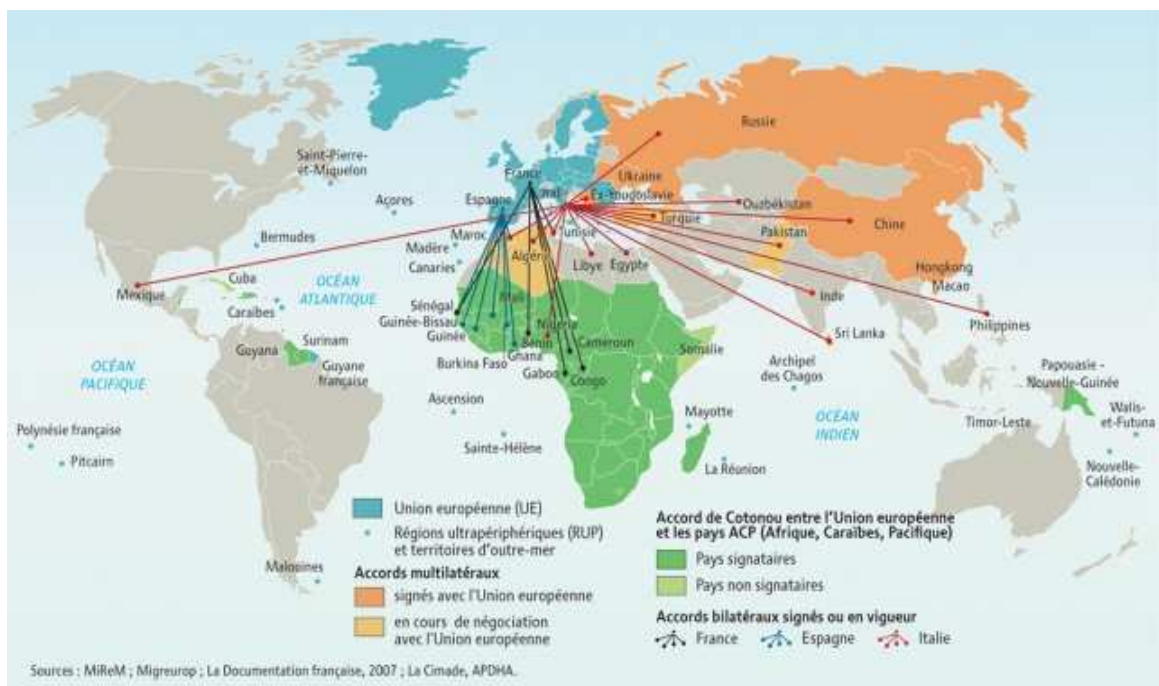 Saint-Pierre-
et-Miquelon
Açores
Bermudes
Madère
Canaries
Maroc
Espagne
France
Ukraine
Ex-Yougoslavie
Russie
Turquie
Ouzbékistan
Pakistan
Chine
Hongkong
Macao
Tunisie
Algérie
Libye
Egypte
Inde
Sri Lanka
Philippines
Mexique
Cuba
OCÉAN
ATLANTIQUE
Caraïbes
Sénégal
Guinée-Bissau
Guinée
Mali
Nigéria
Bénin
Ghana
Burkina Faso
Cameroun
Gabon
Congo
Somalie
Guyana
Surinam
Guyane
française
OCÉAN
PACIFIQUE
Archipel
des Chagos
Papouasie -
Nouvelle-Guinée
Ascension
Mayotte
OCÉAN
INDIEN
Timor-Leste
Walis-
et-Futuna
Polynésie française
Pitcairn
Sainte-Hélène
La Réunion
Nouvelle-
Calédonie
Malouines
Union européenne (UE)
Régions ultrapériphériques (RUP)
et territoires d'outre-mer
Accords multilatéraux
signés avec l'Union européenne
en cours de négociation
avec l'Union européenne
Accord de Cotonou entre l'Union européenne
et les pays ACP (Afrique, Caraïbes, Pacifique)
Pays signataires
Pays non signataires
Accords bilatéraux signés ou en vigueur
France Espagne Italie
Sources : MiReM ; Migreurop ; La Documentation française, 2007 ; La Cimade, APDHA.